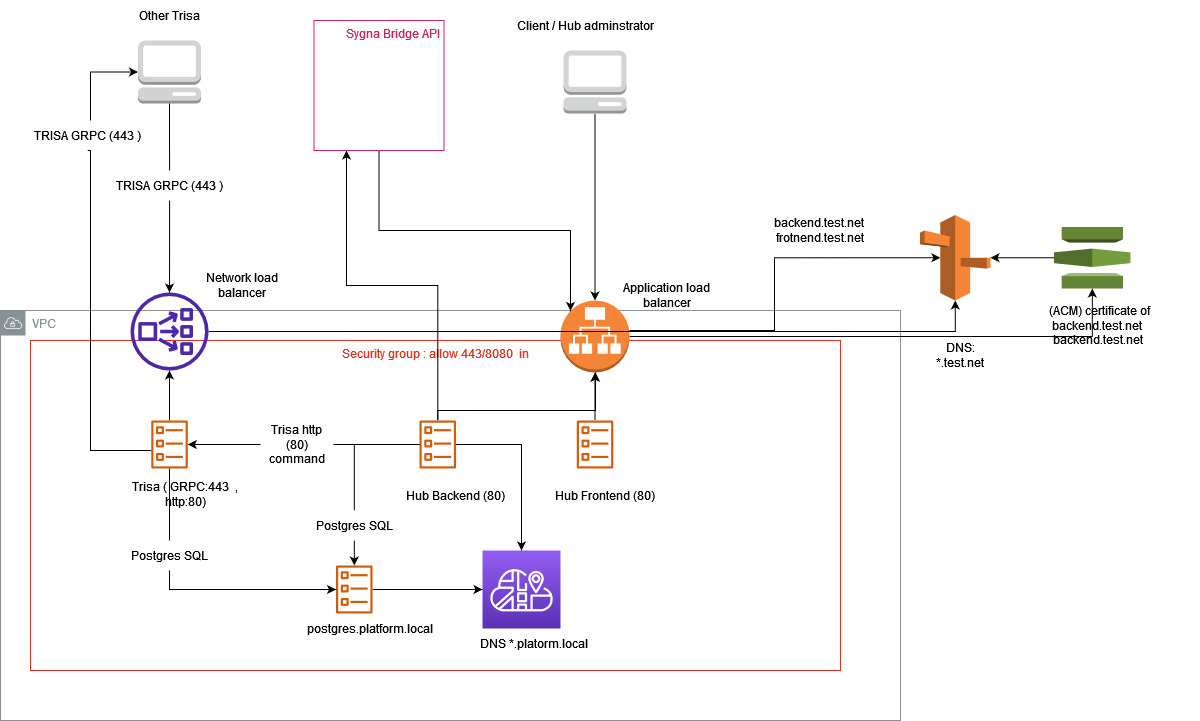 Other Trisa
Sygna Bridge API
Client / Hub adminstrator
TRISA GRPC (443 )
TRISA GRPC (443 )
backend.test.net
frotnend.test.net
Network load
balancer
Application load
balancer
(ACM) certificate of
backend.test.net
backend.test.net
VPC
DNS:
*.test.net
Security group : allow 443/8080  in
Trisa http
(80)
command
Trisa ( GRPC:443  ,
http:80)
Hub Backend (80)
Hub Frontend (80)
Postgres SQL
Postgres SQL
postgres.platform.local
DNS *.platorm.local